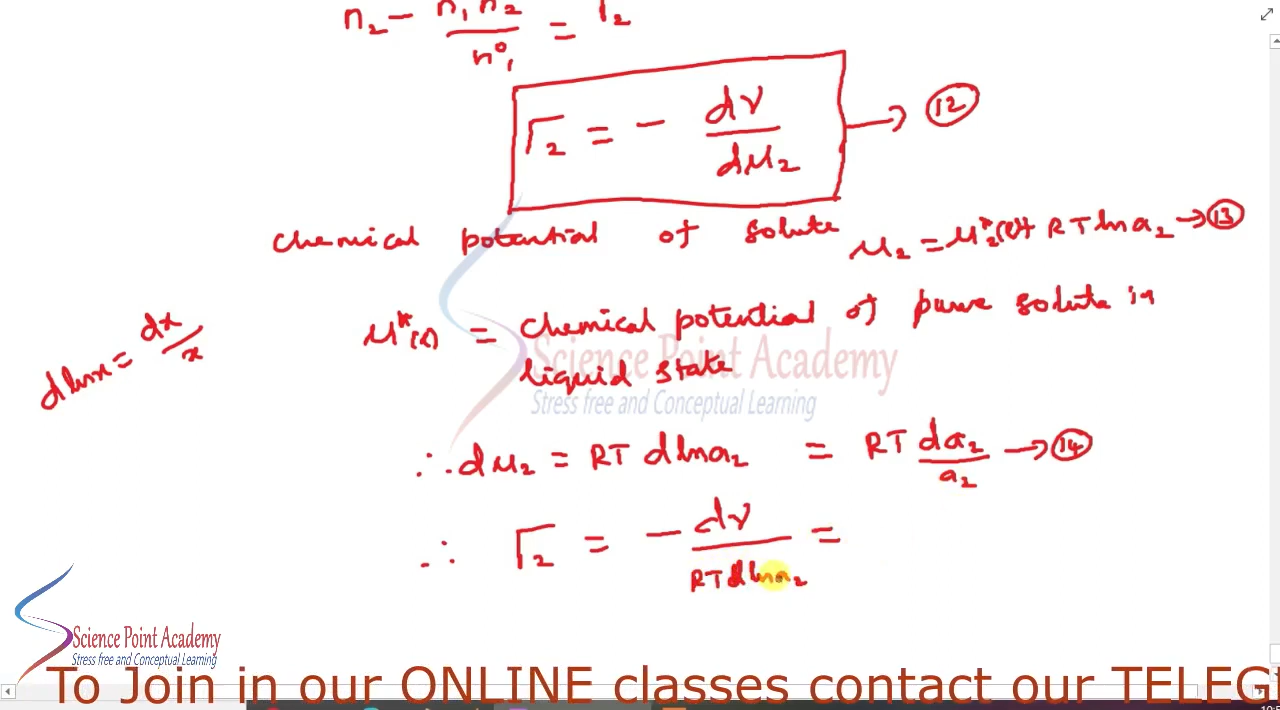 n₂ - n₁ n₂ / n°₁ = Γ₂
Γ₂ = - dγ / dμ₂ → ⑫
chemical potential of solute μ₂ = μ*₂(l) + RT ln a₂ → ⑬
d ln x = dx / x
μ*(l) = chemical potential of pure solute in
liquid state
Science Point Academy
Stress free and Conceptual Learning
∴ dμ₂ = RT d ln a₂ = RT da₂ / a₂ → ⑭
∴ Γ₂ = - dγ / RT d ln a₂ =
Science Point Academy
Stress free and Conceptual Learning
To Join in our ONLINE classes contact our TELEG